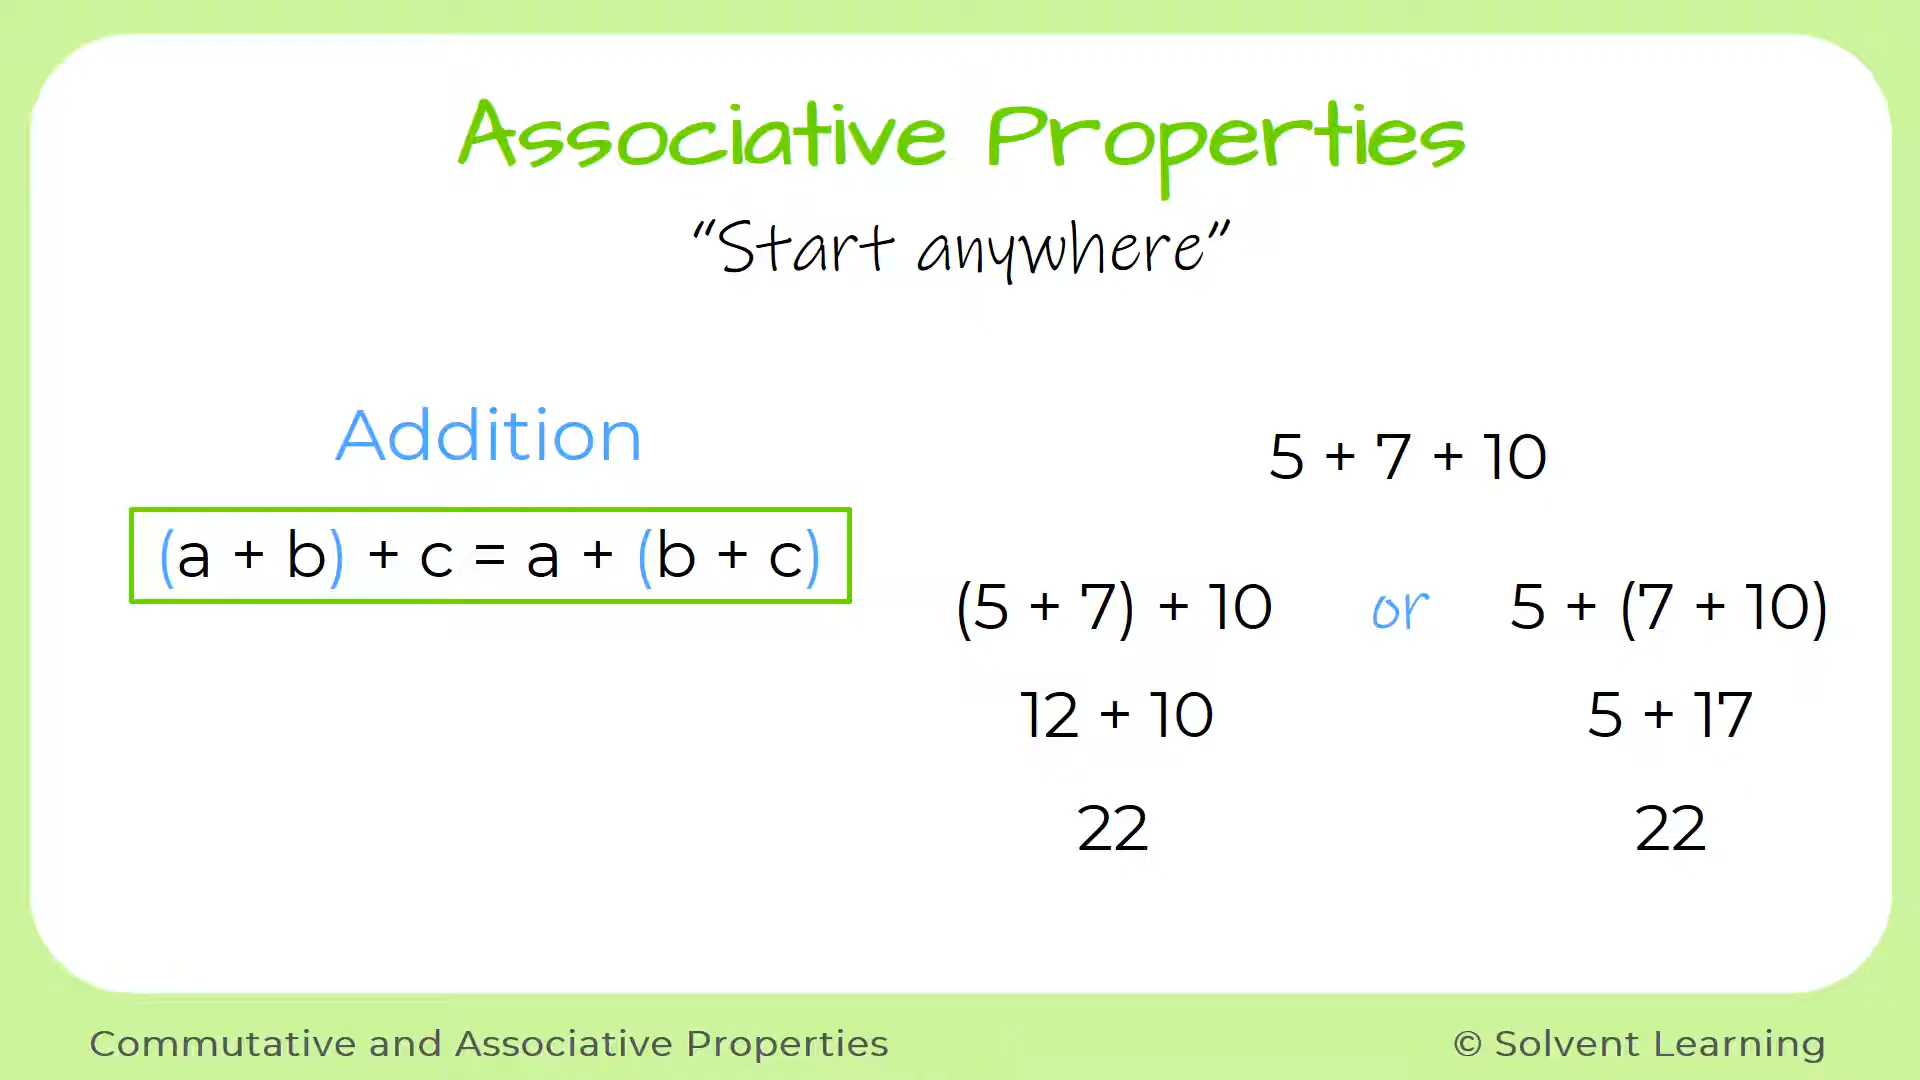 Associative Properties
“Start anywhere”
Addition
(a + b) + c = a + (b + c)
5 + 7 + 10
(5 + 7) + 10 or 5 + (7 + 10)
12 + 10 5 + 17
22 22
Commutative and Associative Properties © Solvent Learning